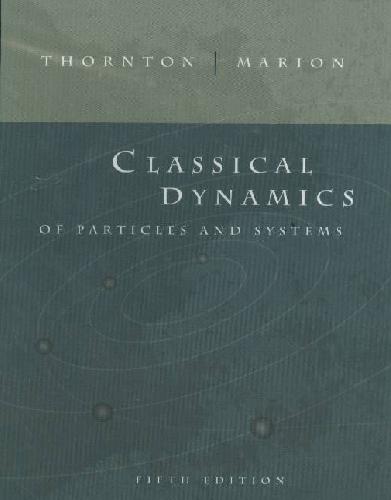 THORNTON | MARION
CLASSICAL
DYNAMICS
OF PARTICLES AND SYSTEMS
FIFTH EDITION